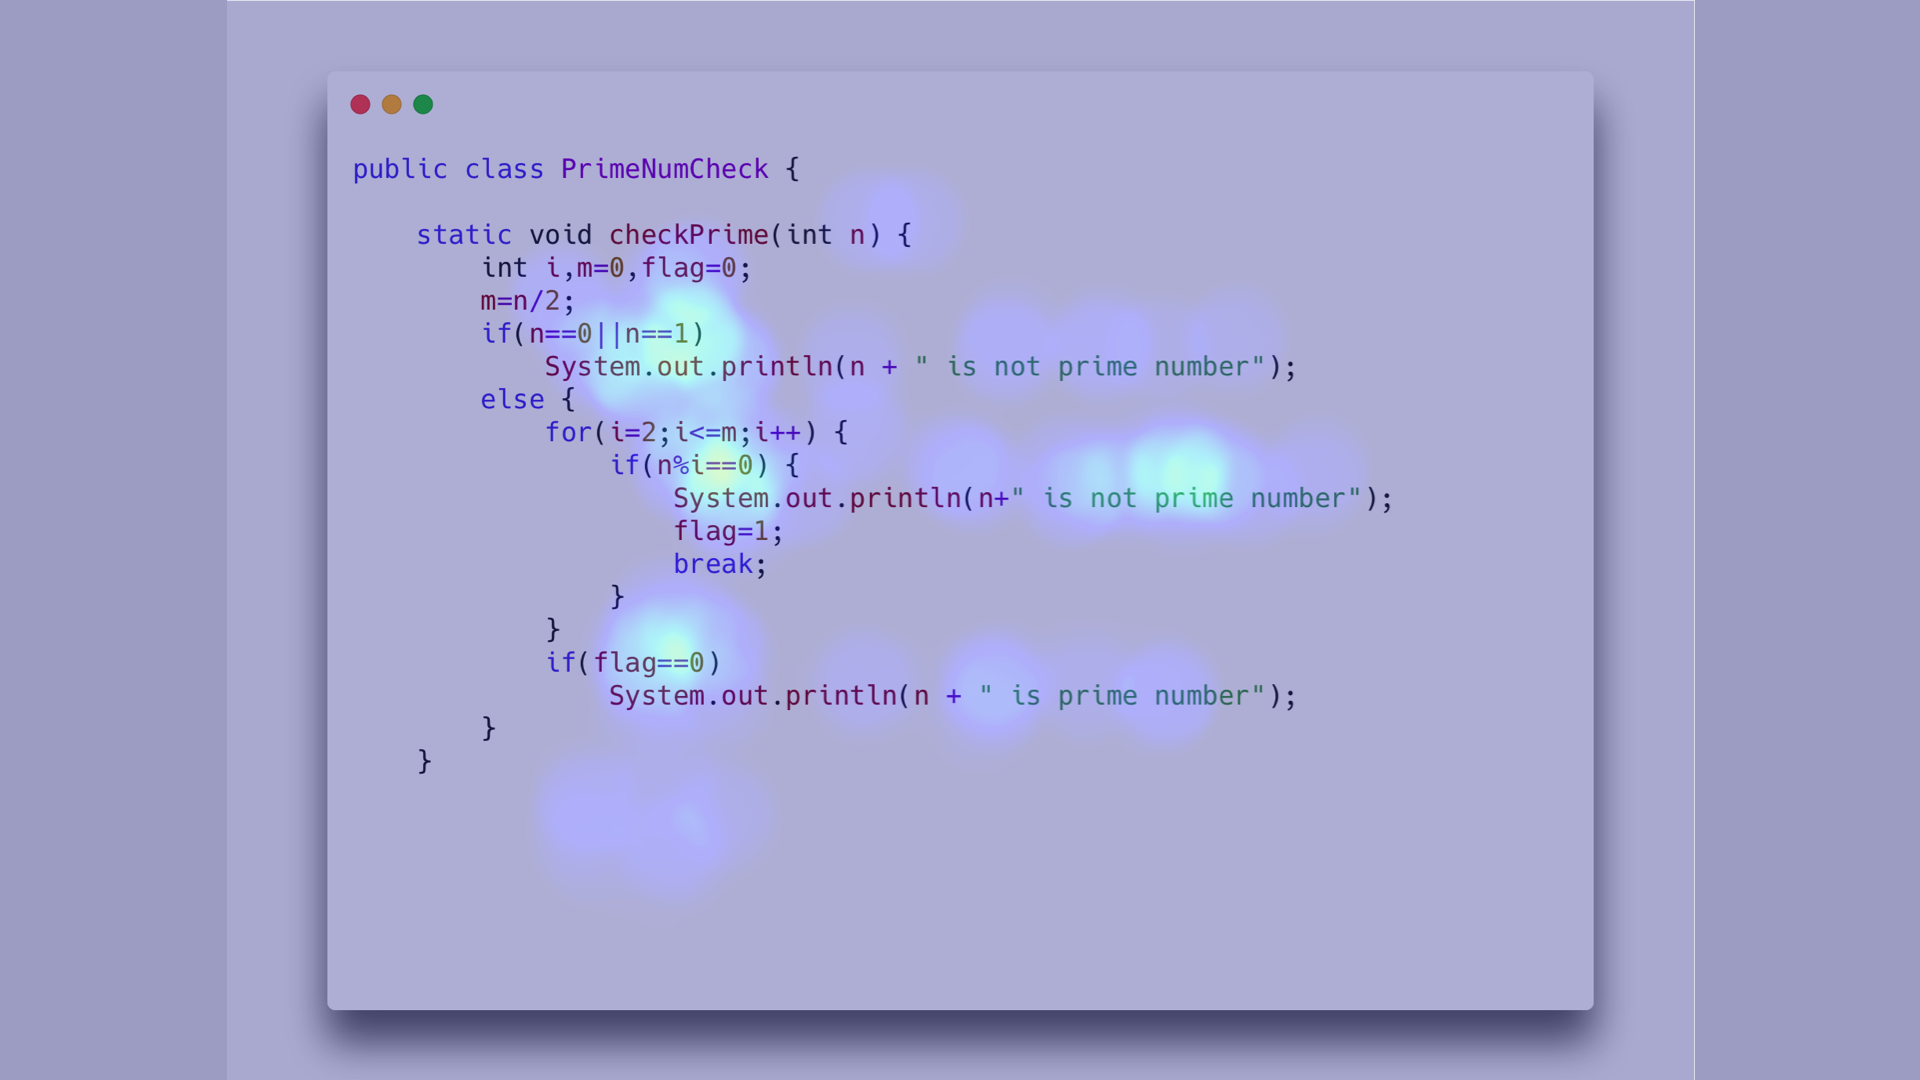 public class PrimeNumCheck {
static void checkPrime(int n) {
int i,m=0,flag=0;
m=n/2;
if(n==0||n==1)
System.out.println(n + " is not prime number");
else {
for(i=2;i<=m;i++) {
if(n%i==0) {
System.out.println(n+" is not prime number");
flag=1;
break;
}
}
if(flag==0)
System.out.println(n + " is prime number");
}
}